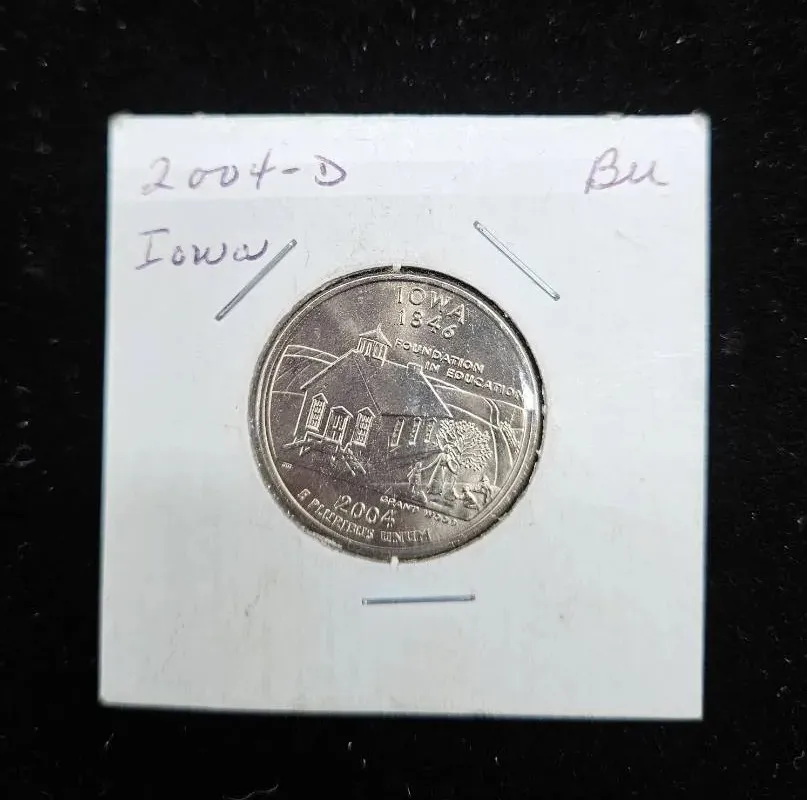 2004-D
BU
Iowa
IOWA
1846
FOUNDATION
IN EDUCATION
GRANT WOOD
2004
E PLURIBUS UNUM